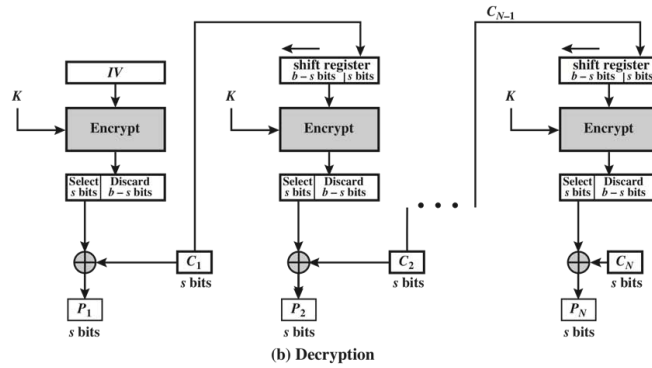 C_{N-1}
IV
shift register
b – s bits | s bits
shift register
b – s bits | s bits
K
K
K
Encrypt
Encrypt
Encrypt
Select Discard
s bits b – s bits
Select Discard
s bits b – s bits
Select Discard
s bits b – s bits
• • •
C_1
C_2
C_N
s bits
s bits
s bits
P_1
P_2
P_N
s bits
s bits
s bits
(b) Decryption